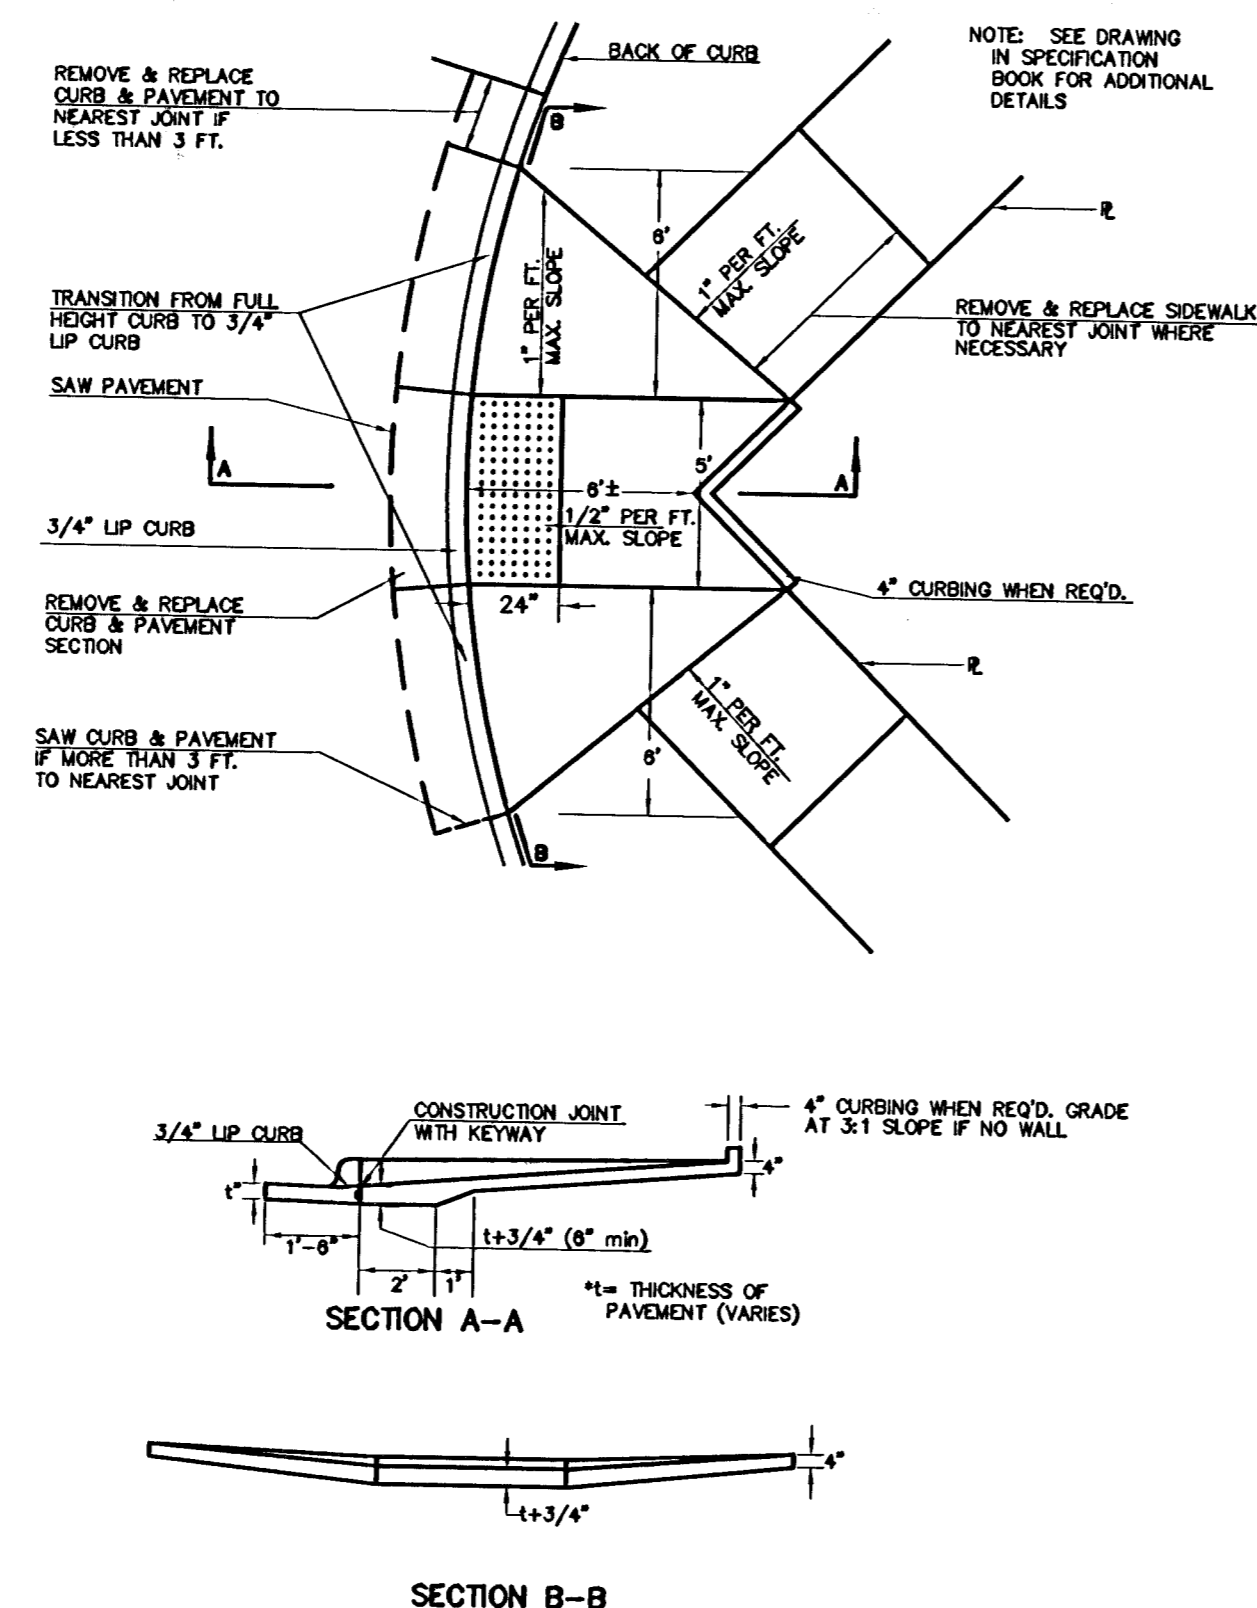 BACK OF CURB
NOTE: SEE DRAWING
IN SPECIFICATION
BOOK FOR ADDITIONAL
DETAILS
REMOVE & REPLACE
CURB & PAVEMENT TO
NEAREST JOINT IF
LESS THAN 3 FT.
B
6'
1" PER FT.
MAX. SLOPE
1" PER FT.
MAX. SLOPE
PL
TRANSITION FROM FULL
HEIGHT CURB TO 3/4"
LIP CURB
REMOVE & REPLACE SIDEWALK
TO NEAREST JOINT WHERE
NECESSARY
SAW PAVEMENT
A
5'
A
6'±
1/2" PER FT.
MAX. SLOPE
3/4" LIP CURB
24"
4" CURBING WHEN REQ'D.
REMOVE & REPLACE
CURB & PAVEMENT
SECTION
PL
1" PER FT.
MAX. SLOPE
SAW CURB & PAVEMENT
IF MORE THAN 3 FT.
TO NEAREST JOINT
6'
B
4" CURBING WHEN REQ'D. GRADE
AT 3:1 SLOPE IF NO WALL
CONSTRUCTION JOINT
WITH KEYWAY
3/4" LIP CURB
4"
t"
1'-6"
t+3/4" (6" min)
2'
1'
*t= THICKNESS OF
PAVEMENT (VARIES)
SECTION A-A
4"
t+3/4"
SECTION B-B